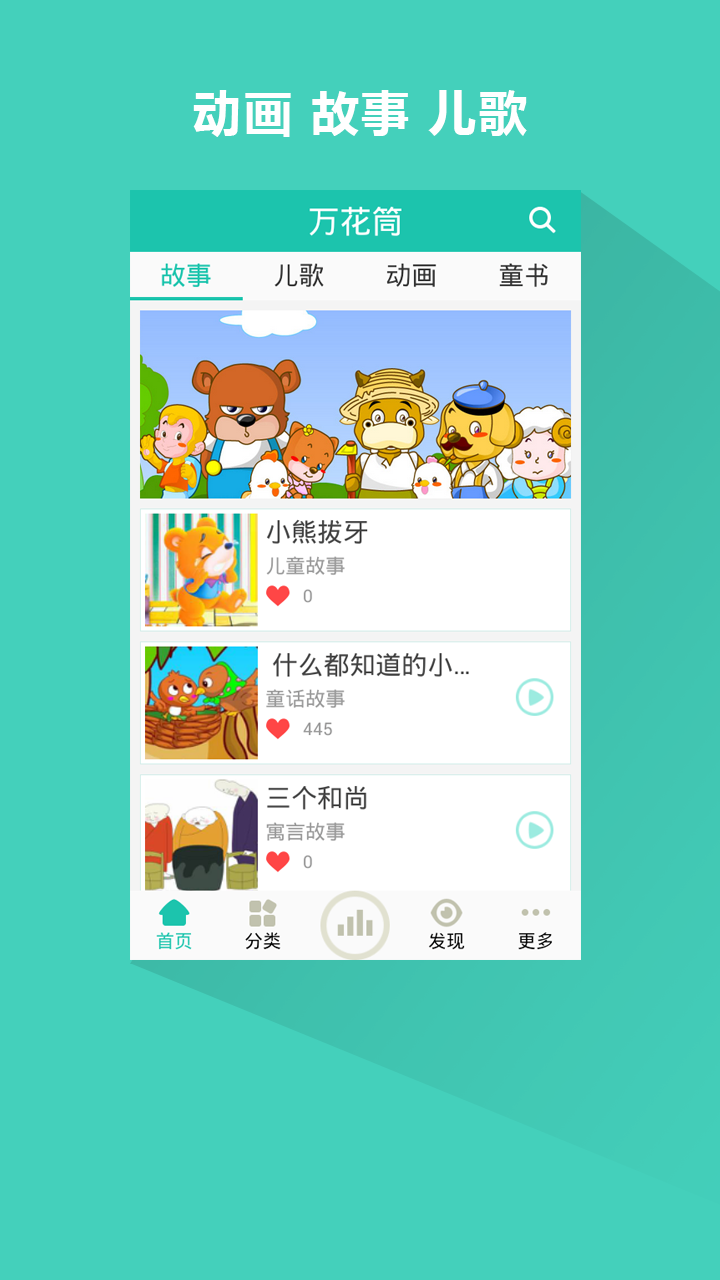 动画 故事 儿歌
万花筒
故事 儿歌 动画 童书
小熊拔牙
儿童故事
0
什么都知道的小...
童话故事
445
三个和尚
寓言故事
0
首页 分类 发现 更多